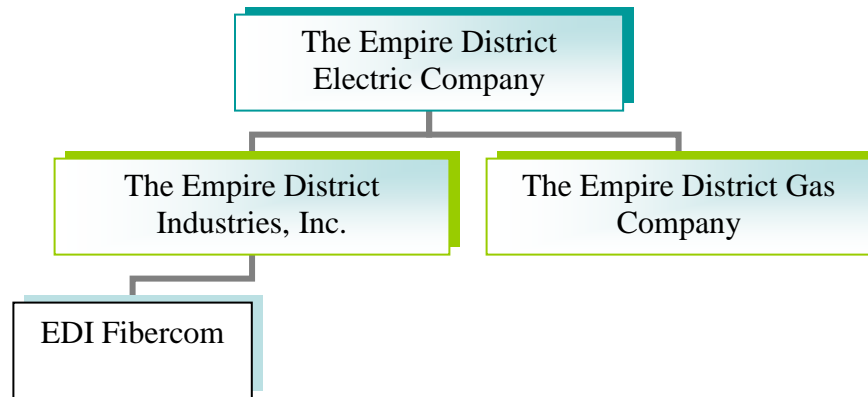 The Empire District
Electric Company
The Empire District
Industries, Inc.
The Empire District Gas
Company
EDI Fibercom